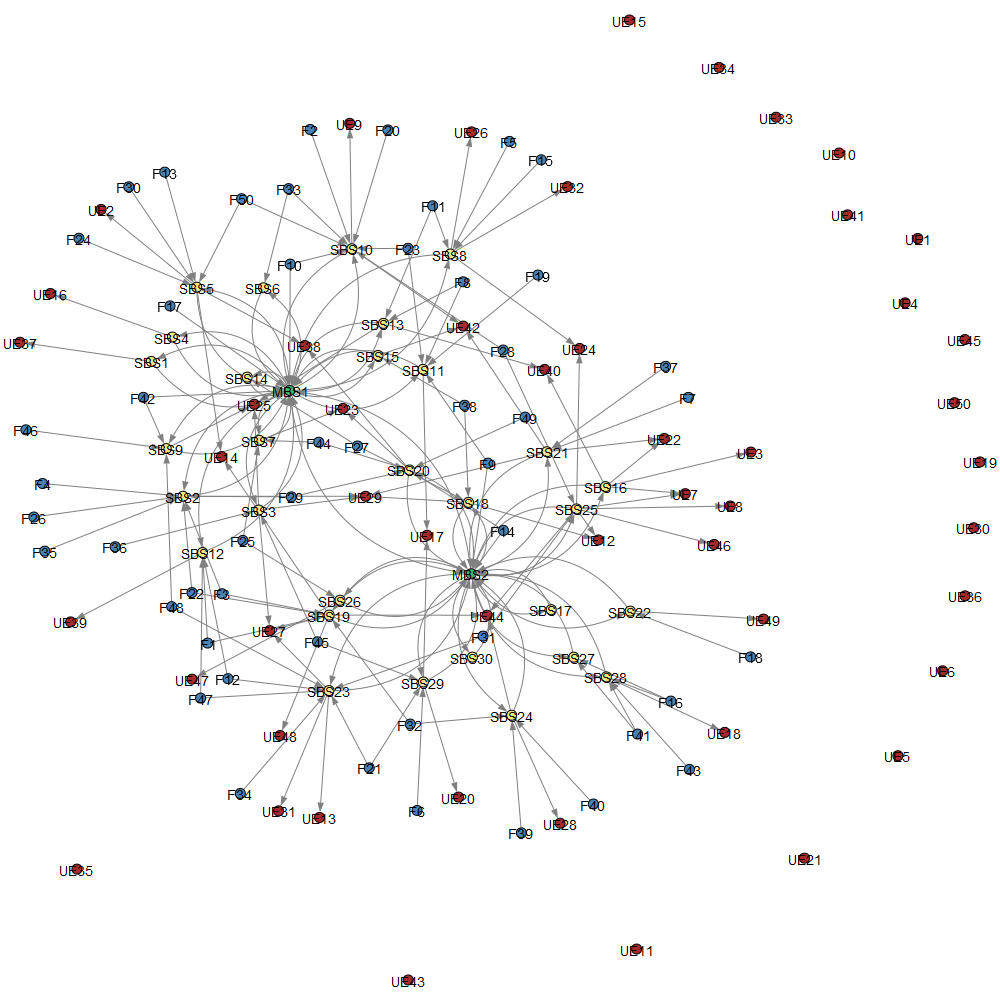 UE15
UE34
UE33
F2 UE9 F20 UE26 F5
UE10
F15
F30 F13 F33 UE32
UE2 F50 F11 UE41
F24 UE1
SBS10 F23 SBS8
F10 F19
SBS5 SBS6 F8
UE16 F17 UE4
SBS13 UE42
UE37 SBS4 UE38 F28 UE24 UE45
SBS1 SBS15
SBS14 SBS11 UE40 F37
MBS1
F42 UE25 UE23 F38 F7 UE50
F49
F46 SBS7 F44 F27 UE22
SBS9 UE14 SBS21 UE3
F4 SBS20 F9 UE19
SBS2 F29 UE29 SBS16 UE7
F26 SBS3 SBS18 SBS25 UE8
F36 F25 UE17 F14 UE12 UE46 UE30
F35 SBS12
MBS2
F22 F3 UE36
F48 SBS26
UE39 SBS19 UE44 SBS17 SBS22 UE49
F1 UE27 F45 F31
SBS30 SBS27 F18
UE47 F12 SBS29 SBS28 UE6
F47 SBS23 F16
F32 SBS24
UE48 F41 UE18
F21 F43 UE5
F34 UE20
UE31 UE13 F6 F40
F39 UE28
UE35 UE21
UE11
UE43